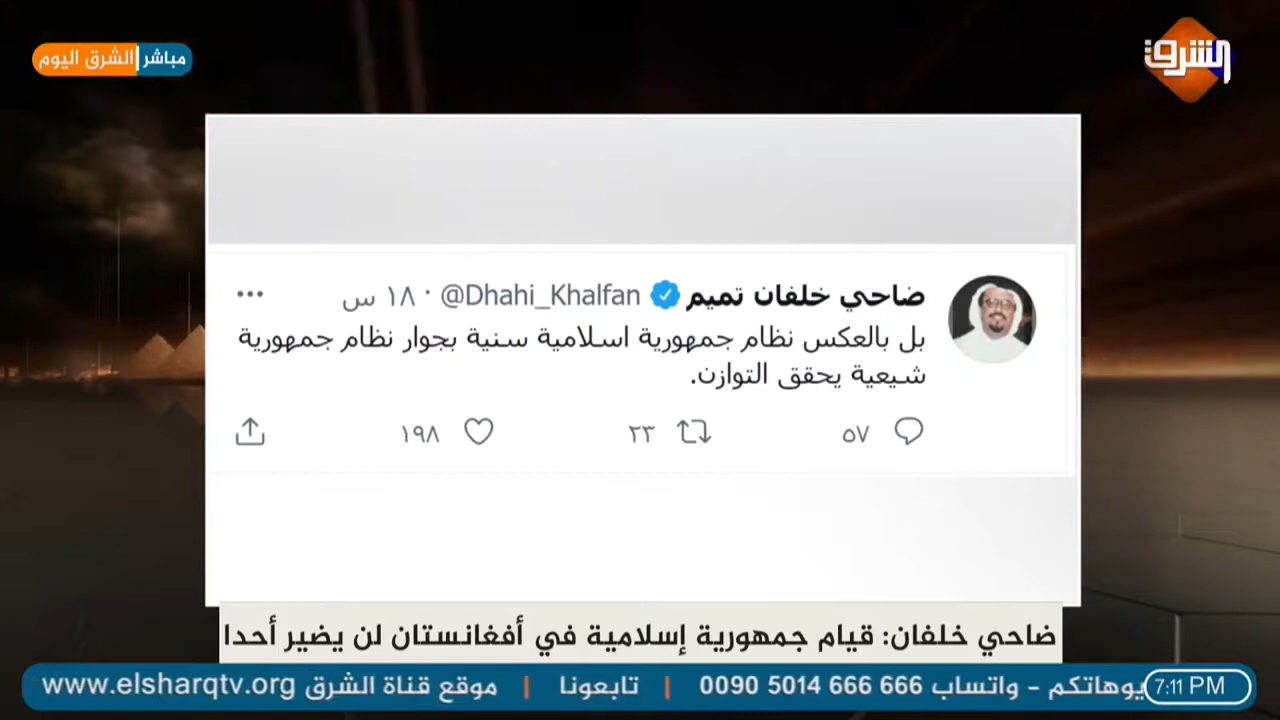 مباشر الشرق اليوم
الشرق
ضاحي خلفان تميم @Dhahi_Khalfan · ١٨ س
بل بالعكس نظام جمهورية اسلامية سنية بجوار نظام جمهورية
شيعية يحقق التوازن.
٥٧ ٢٣ ١٩٨
ضاحي خلفان: قيام جمهورية إسلامية في أفغانستان لن يضير أحدا
7:11 PM يوهاتكم - واتساب 0090 5014 666 666 | تابعونا | موقع قناة الشرق www.elsharqtv.org